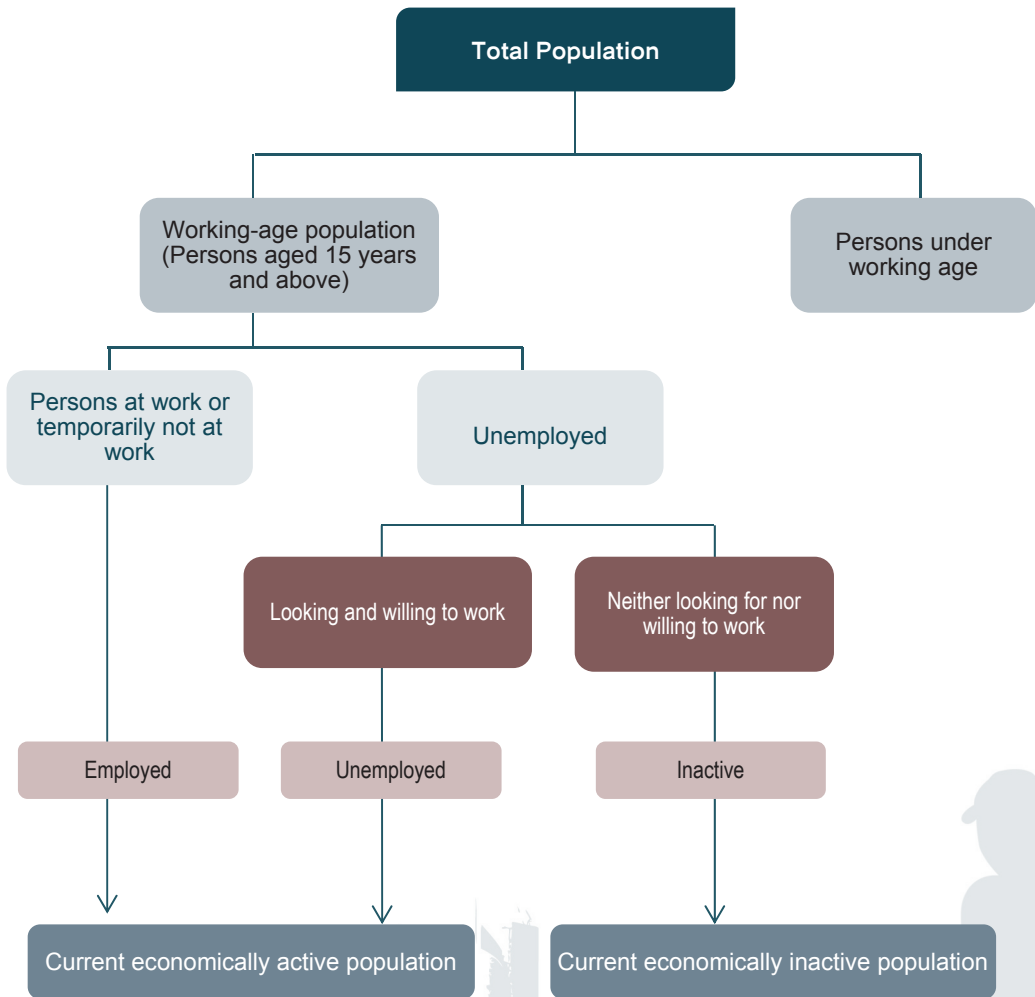 Total Population
Working-age population
(Persons aged 15 years
and above)
Persons under
working age
Persons at work or
temporarily not at
work
Unemployed
Looking and willing to work
Neither looking for nor
willing to work
Employed
Unemployed
Inactive
Current economically active population
Current economically inactive population